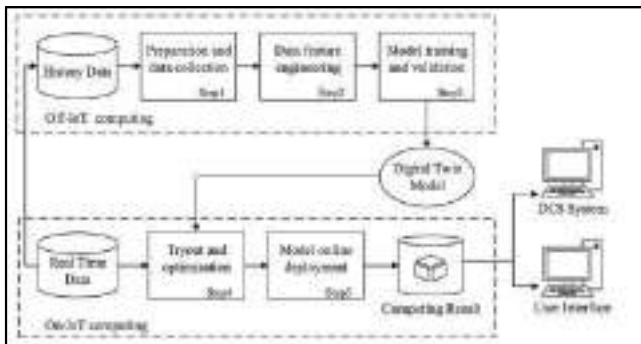 History Data
Preparation and
data collection
Step1
Data feature
engineering
Step2
Model training
and validation
Step3
Off-IoT computing
Digital Twin
Model
DCS System
Real Time
Data
Tryout and
optimization
Step4
Model online
deployment
Step5
Computing Result
User Interface
On-IoT computing